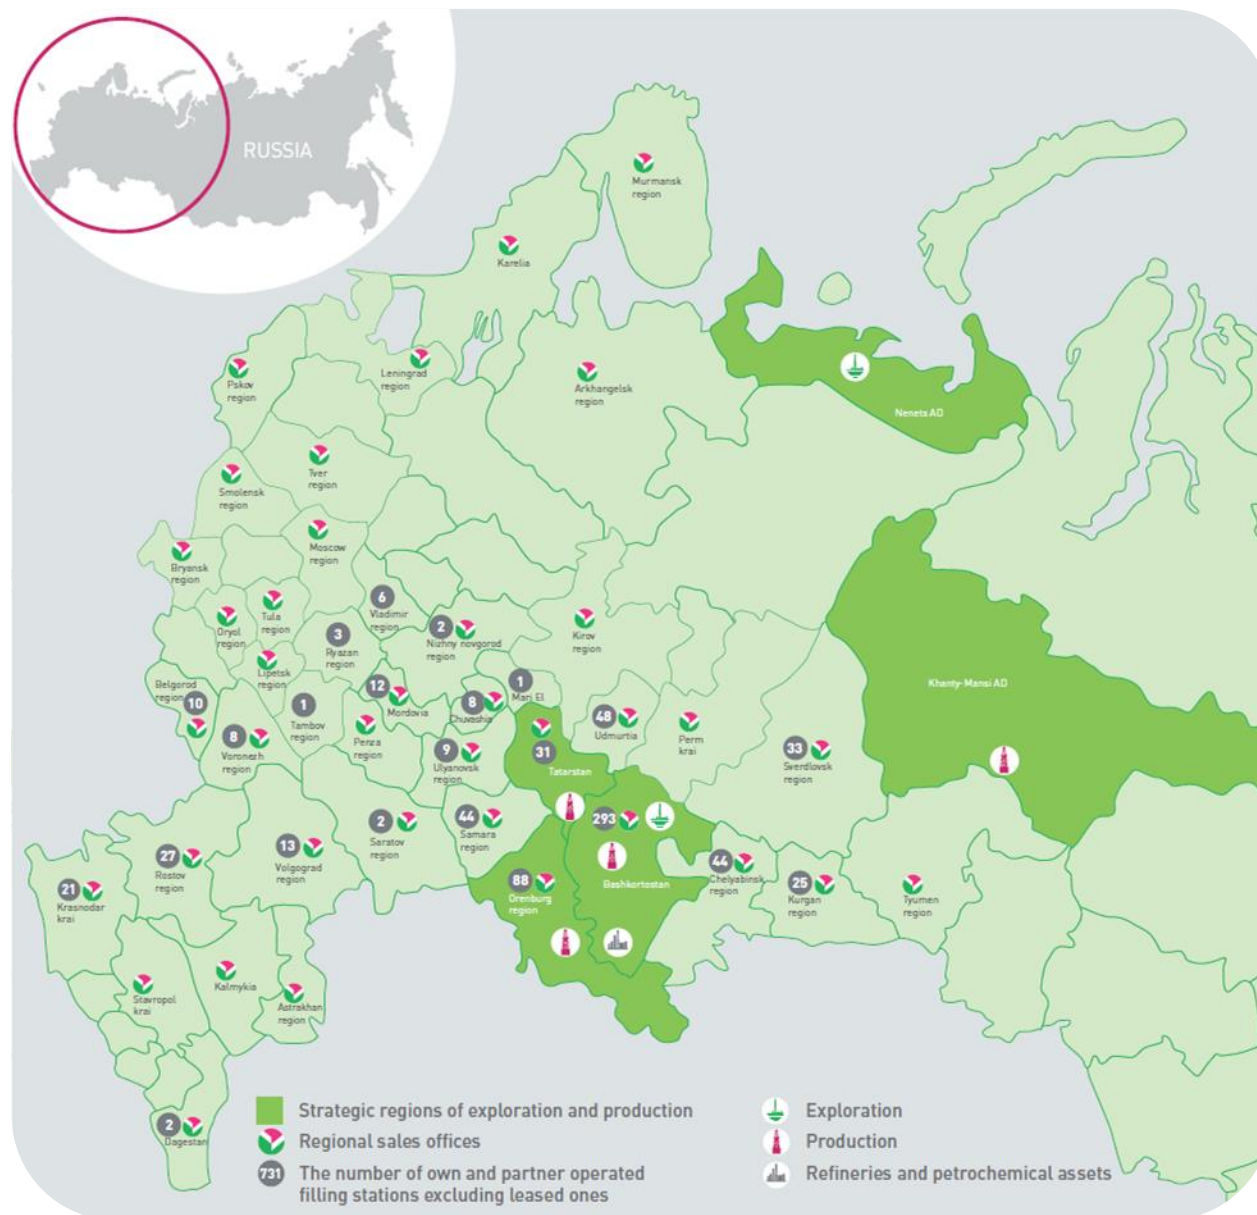 RUSSIA
Murmansk
region
Karelia
Pskov
region
Leningrad
region
Arkhangelsk
region
Nenets AD
Smolensk
region
Tver
region
Bryansk
region
Moscow
region
Khanty-Mansi AD
Oryol
region
Tula
region
6
Vladimir
region
3
Ryazan
region
2
Nizhny novgorod
region
Kirov
region
Lipetsk
region
Belgorod
region
10
8
Voronezh
region
1
Tambov
region
12
Mordovia
Penza
region
8
Chuvashia
1
Mari El
9
Ulyanovsk
region
31
Tatarstan
48
Udmurtia
Perm
krai
33
Sverdlovsk
region
21
Krasnodar
krai
27
Rostov
region
13
Volgograd
region
2
Saratov
region
44
Samara
region
88
Orenburg
region
293
Bashkortostan
44
Chelyabinsk
region
25
Kurgan
region
Tyumen
region
Stavropol
krai
Kalmykia
Astrakhan
region
2
Dagestan
Strategic regions of exploration and production
Regional sales offices
731 The number of own and partner operated
filling stations excluding leased ones
Exploration
Production
Refineries and petrochemical assets